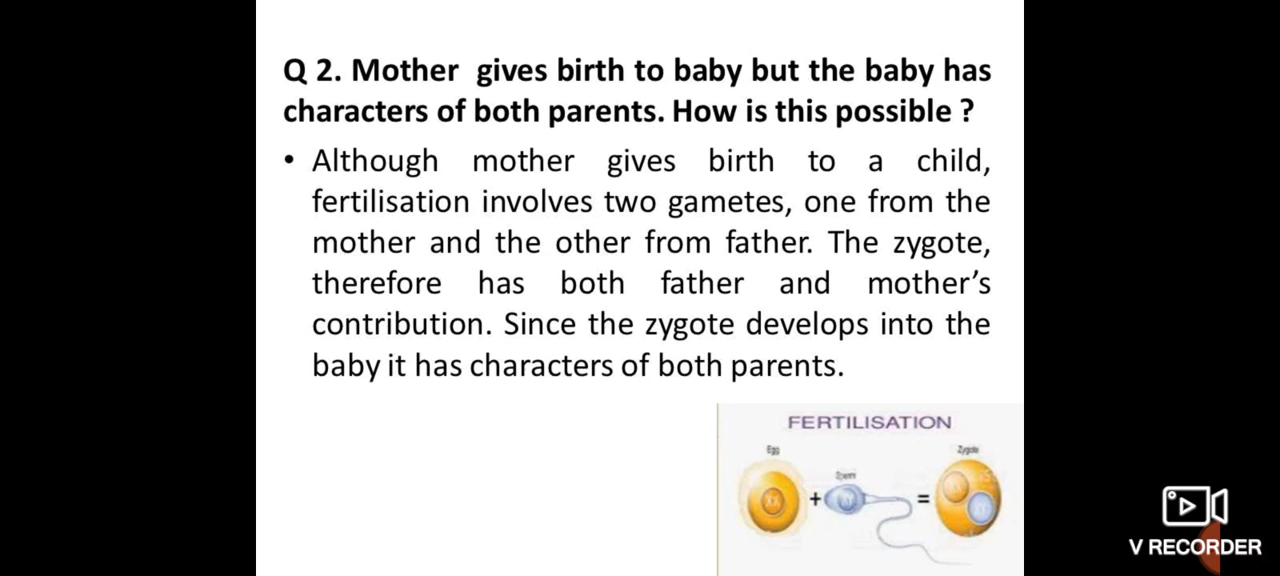 Q 2. Mother gives birth to baby but the baby has
characters of both parents. How is this possible ?
• Although mother gives birth to a child,
fertilisation involves two gametes, one from the
mother and the other from father. The zygote,
therefore has both father and mother’s
contribution. Since the zygote develops into the
baby it has characters of both parents.
FERTILISATION
Egg
Sperm
Zygote
+
=
V RECORDER